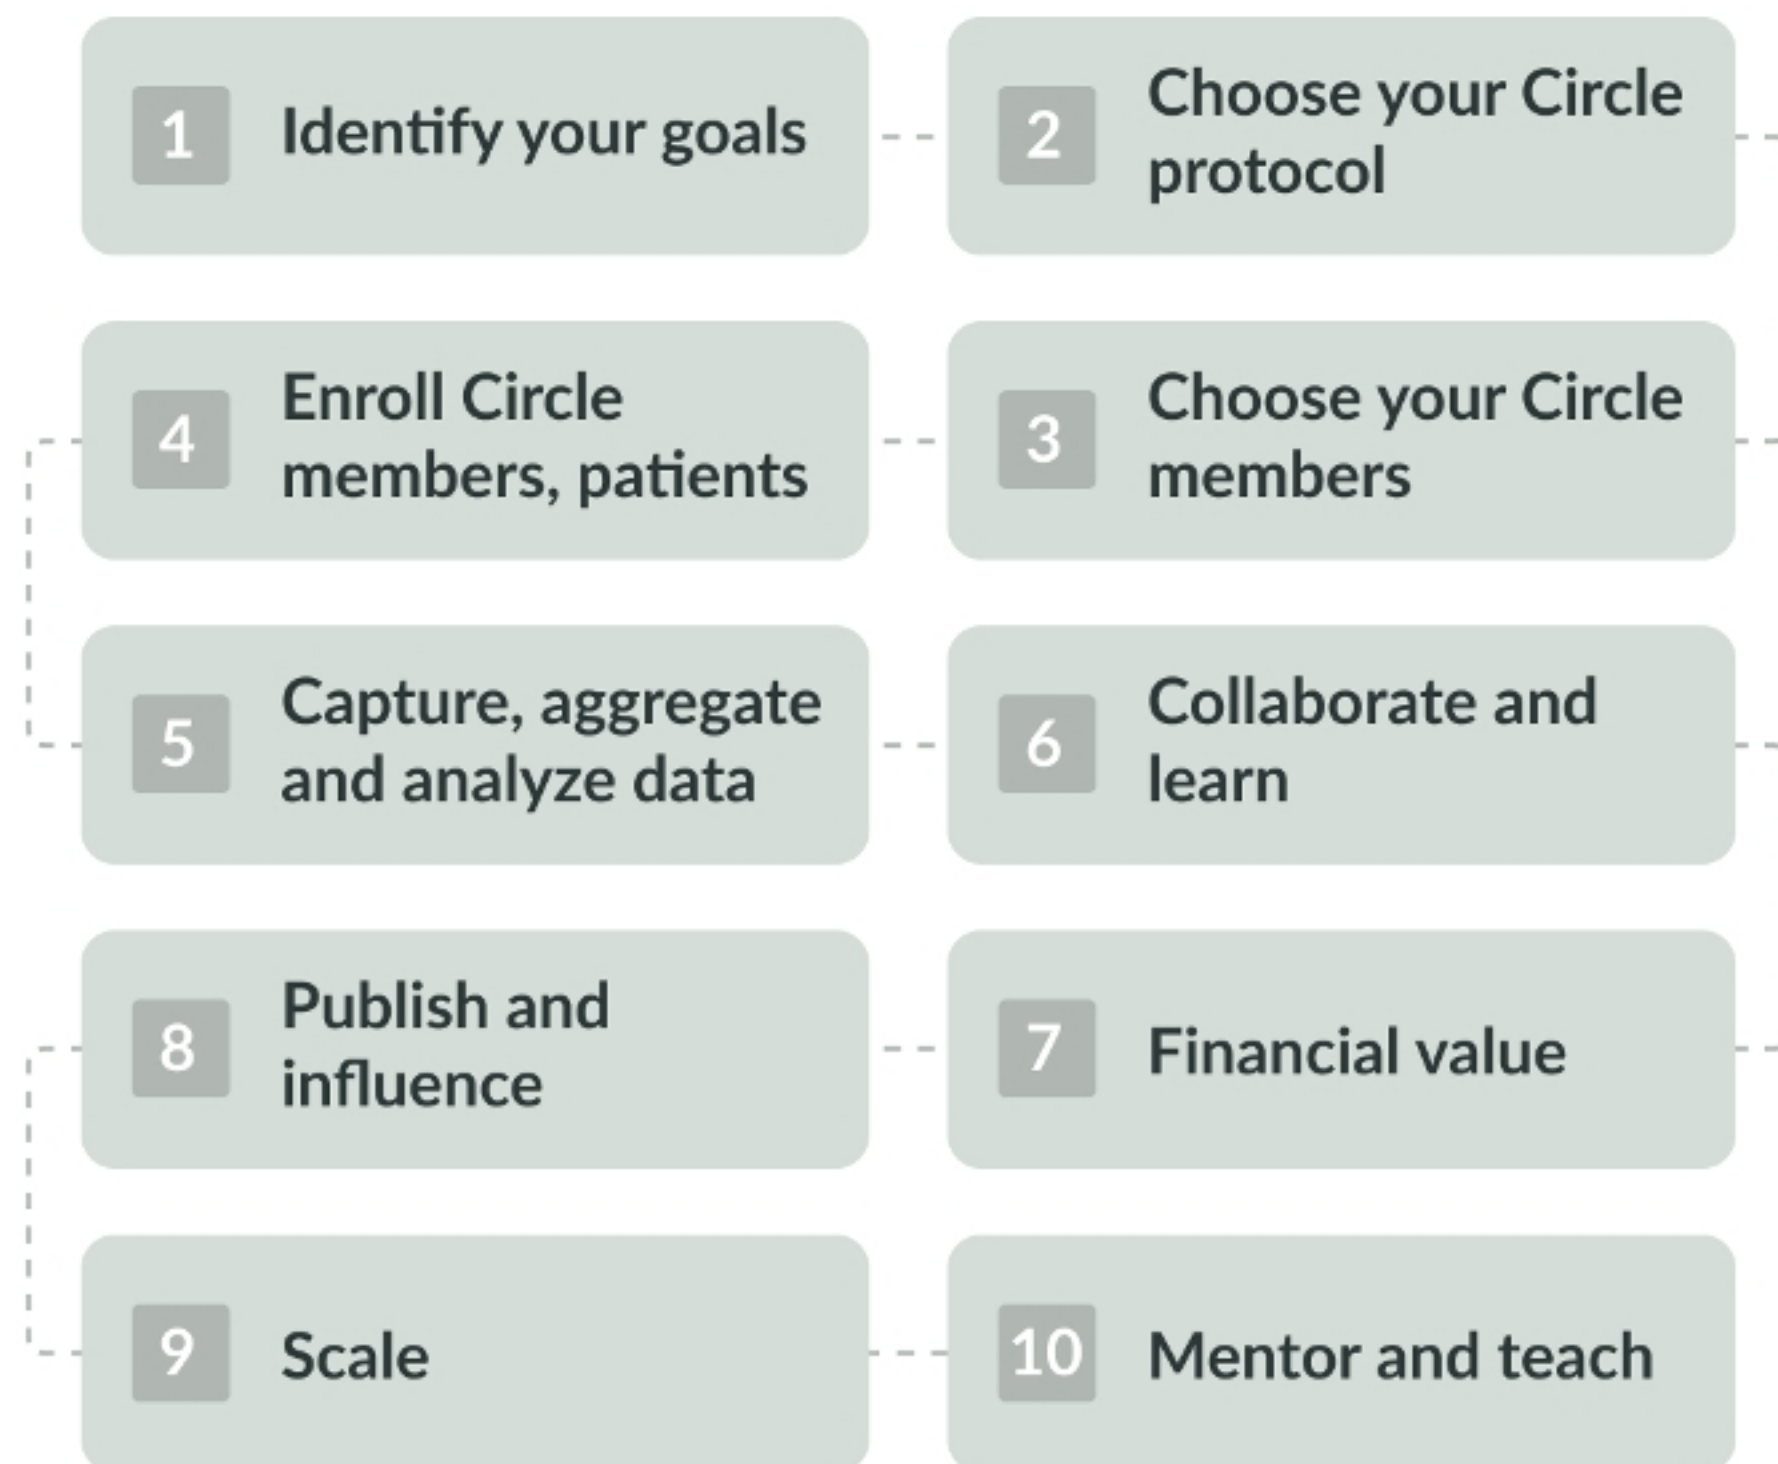 1 Identify your goals
2 Choose your Circle
protocol
3 Choose your Circle
members
4 Enroll Circle
members, patients
5 Capture, aggregate
and analyze data
6 Collaborate and
learn
7 Financial value
8 Publish and
influence
9 Scale
10 Mentor and teach